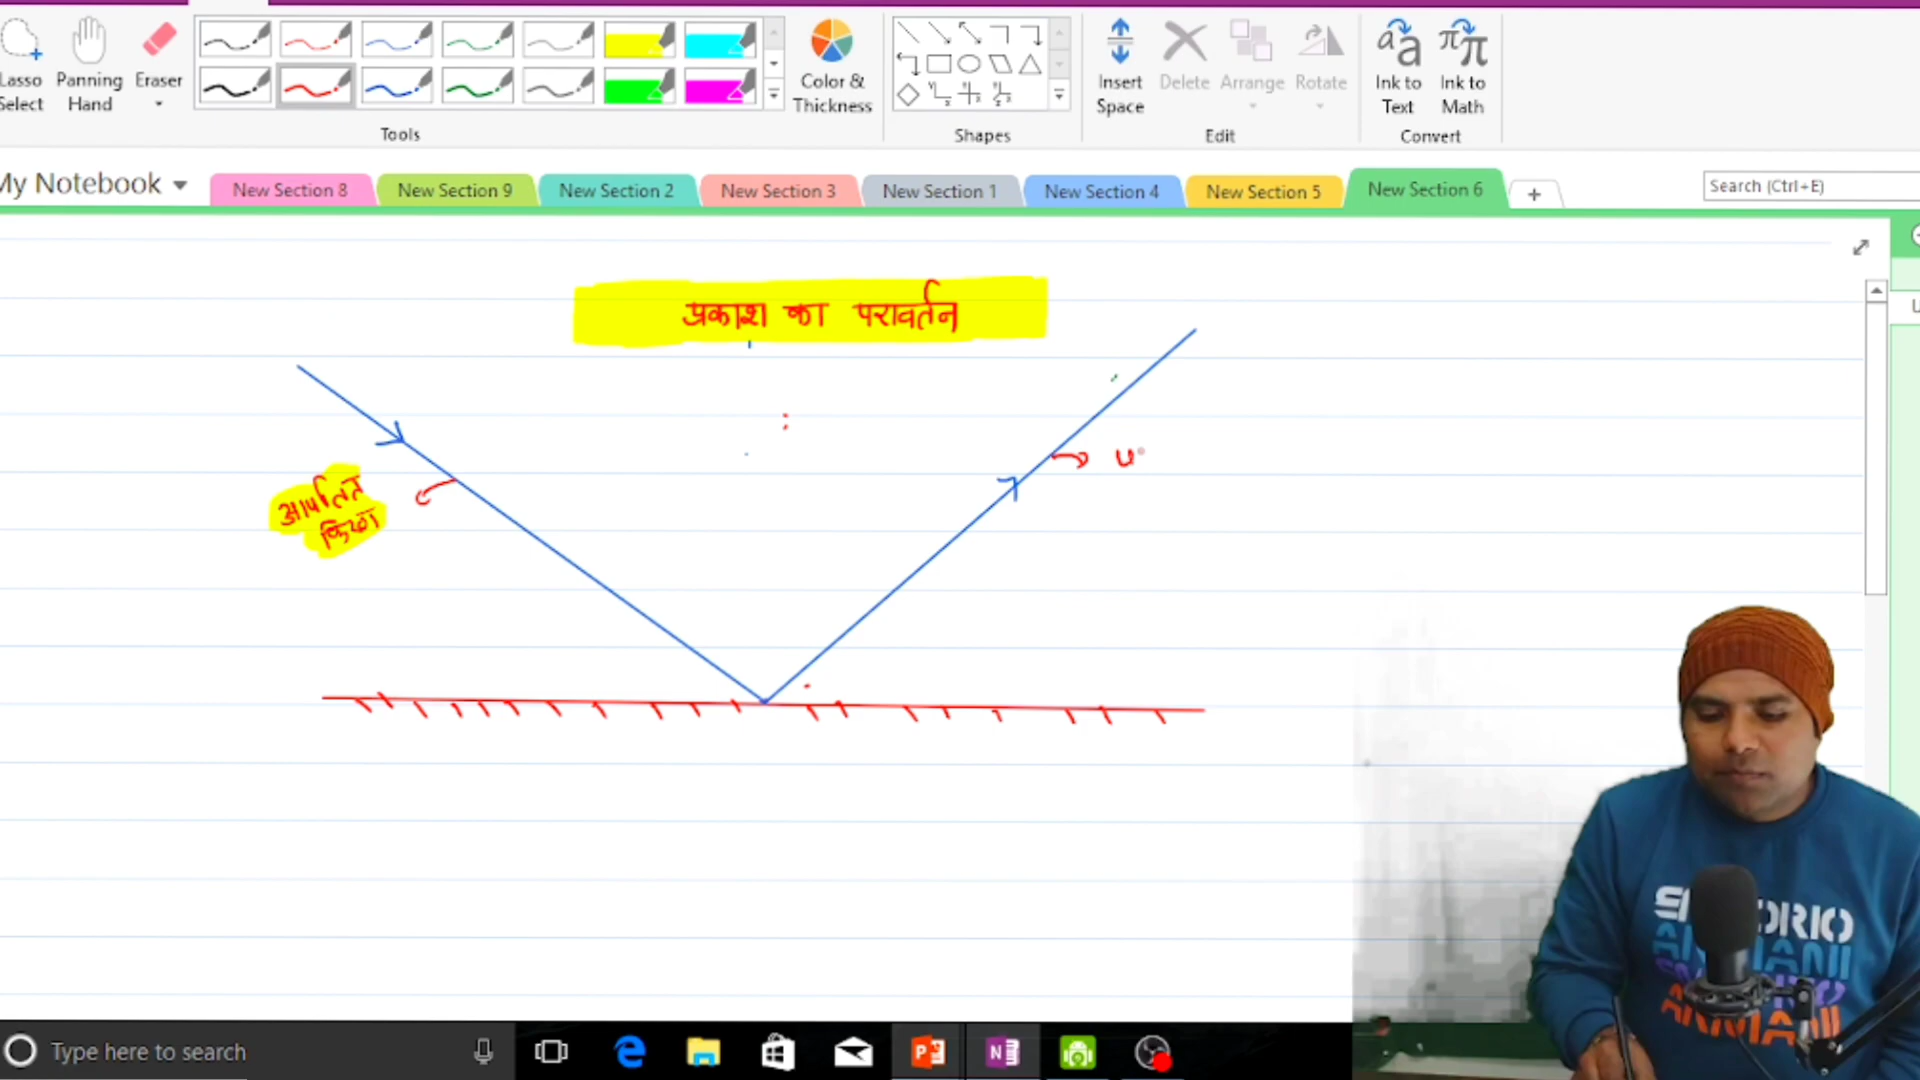 Lasso
Select
Panning
Hand
Eraser
Color &
Thickness
Insert
Space
Delete
Arrange
Rotate
Ink to
Text
Ink to
Math
Tools
Shapes
Edit
Convert
My Notebook
New Section 8
New Section 9
New Section 2
New Section 3
New Section 1
New Section 4
New Section 5
New Section 6
+
Search (Ctrl+E)
प्रकाश का परावर्तन
आपतित
किरण
Type here to search